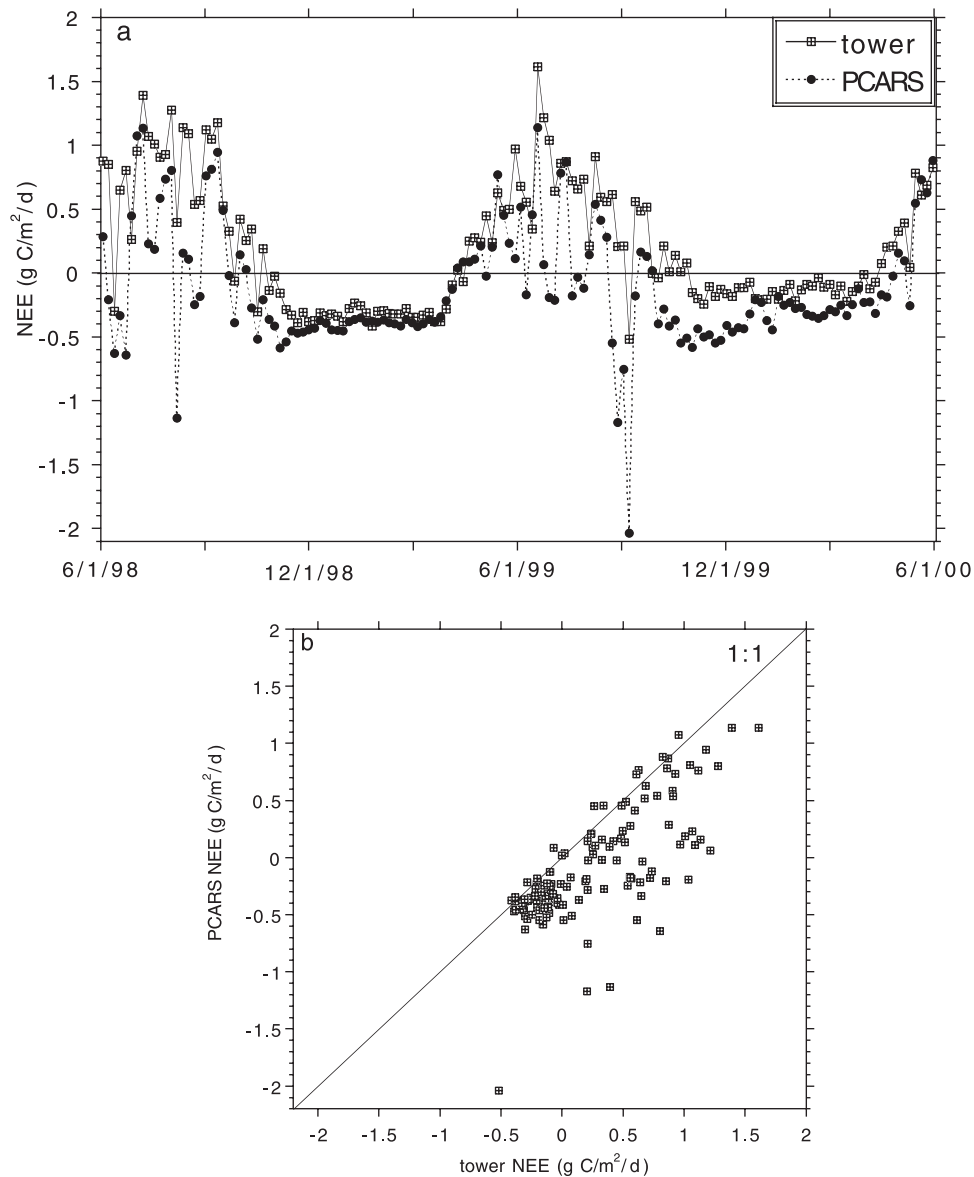 a
tower
PCARS
NEE (g C/m²/d)
2
1.5
1
0.5
0
-0.5
-1
-1.5
-2
6/1/98 12/1/98 6/1/99 12/1/99 6/1/00
b
1:1
PCARS NEE (g C/m²/d)
2
1.5
1
0.5
0
-0.5
-1
-1.5
-2
-2 -1.5 -1 -0.5 0 0.5 1 1.5 2
tower NEE (g C/m²/d)